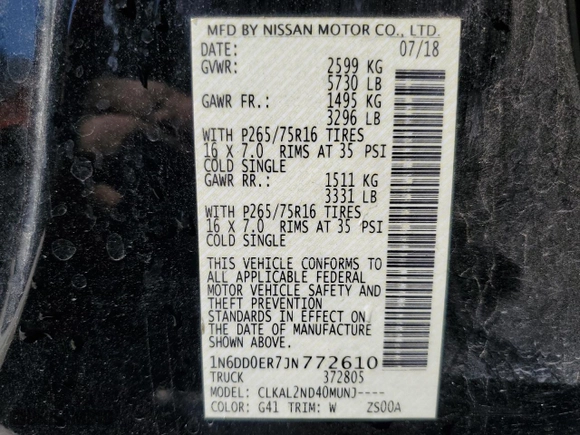 MFD BY NISSAN MOTOR CO., LTD.
DATE: 07/18
GVWR: 2599 KG
5730 LB
GAWR FR.: 1495 KG
3296 LB
WITH P265/75R16 TIRES
16 X 7.0 RIMS AT 35 PSI
COLD SINGLE
GAWR RR.: 1511 KG
3331 LB
WITH P265/75R16 TIRES
16 X 7.0 RIMS AT 35 PSI
COLD SINGLE
THIS VEHICLE CONFORMS TO
ALL APPLICABLE FEDERAL
MOTOR VEHICLE SAFETY AND
THEFT PREVENTION
STANDARDS IN EFFECT ON
THE DATE OF MANUFACTURE
SHOWN ABOVE
1N6DD0ER7JN772610
TRUCK 372805
MODEL: CLKAL2ND40MUNJ----
COLOR: G41 TRIM: W ZS00A